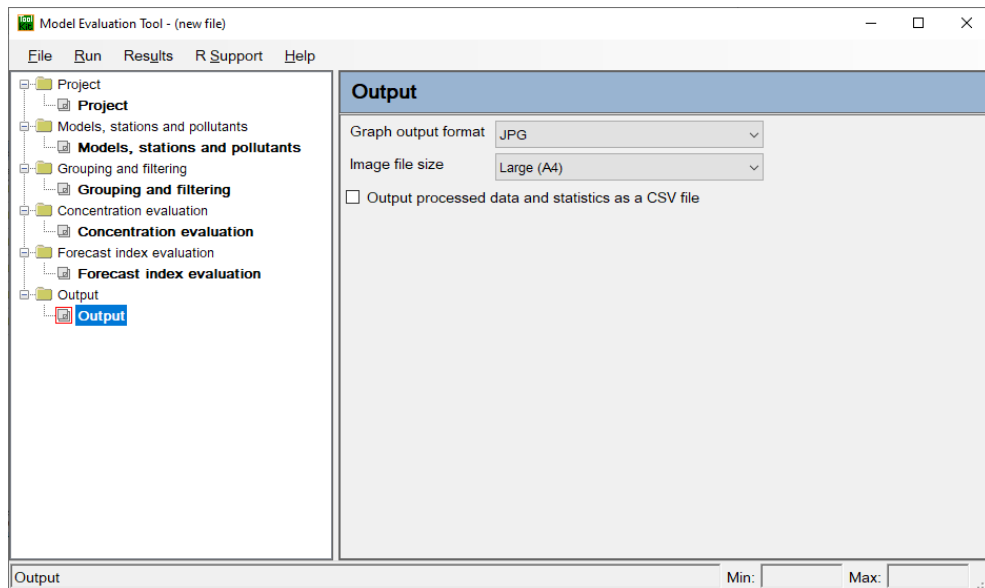 Model Evaluation Tool - (new file)
File Run Results R Support Help
Project
Project
Models, stations and pollutants
Models, stations and pollutants
Grouping and filtering
Grouping and filtering
Concentration evaluation
Concentration evaluation
Forecast index evaluation
Forecast index evaluation
Output
Output
Output
Graph output format JPG
Image file size Large (A4)
Output processed data and statistics as a CSV file
Output Min: Max: